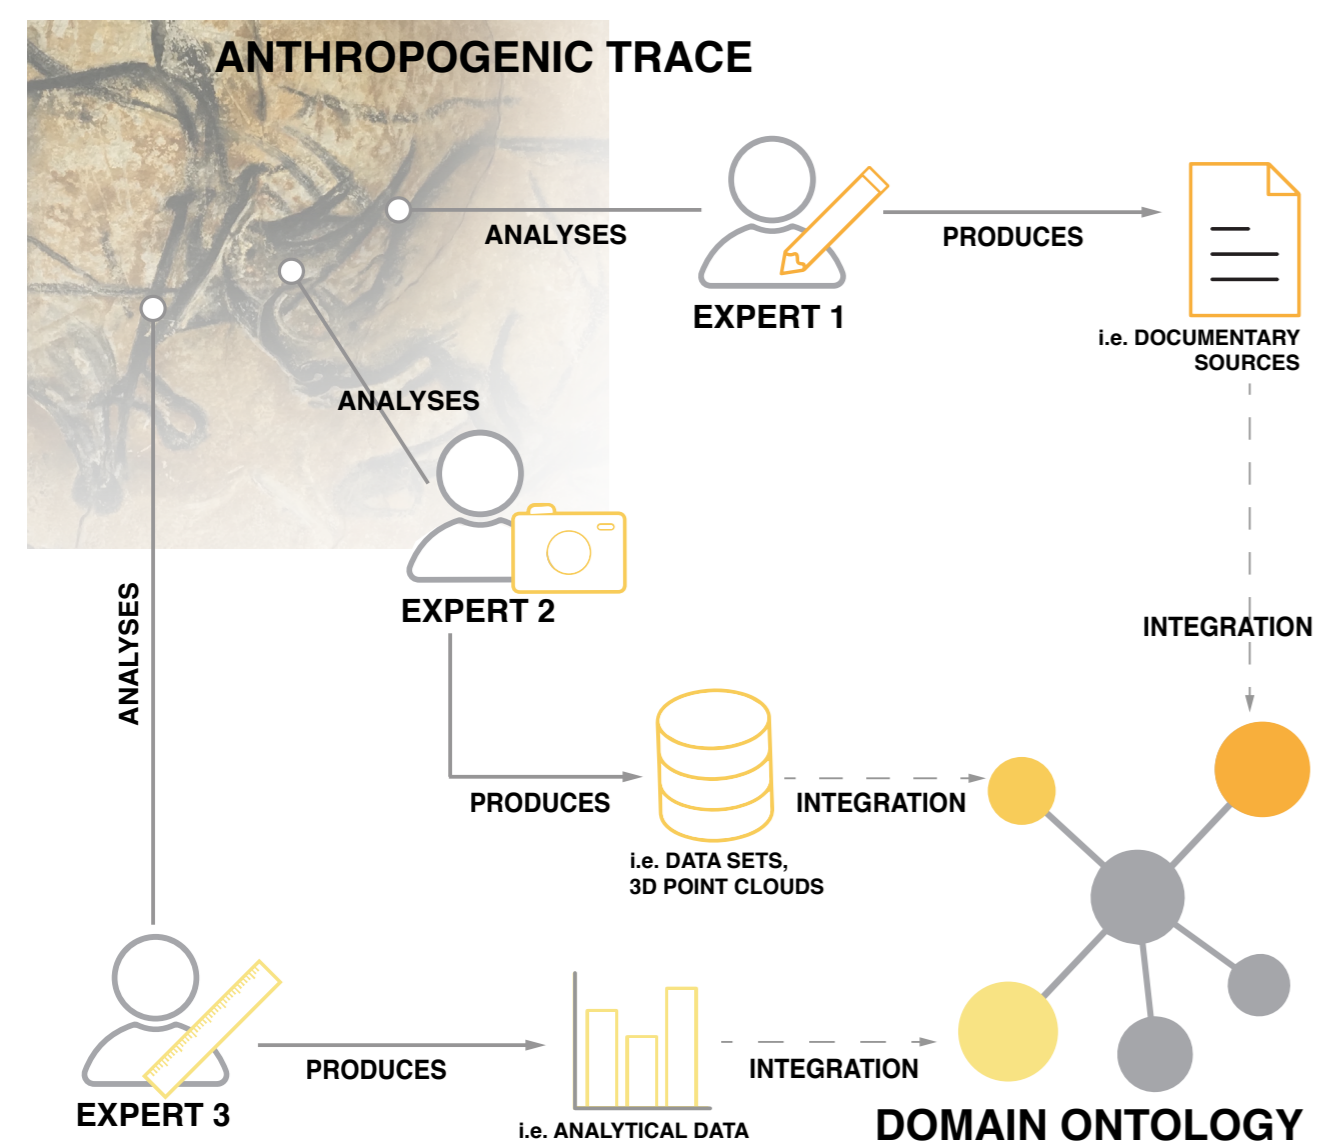 ANTHROPOGENIC TRACE
ANALYSES
PRODUCES
EXPERT 1
i.e. DOCUMENTARY
SOURCES
ANALYSES
EXPERT 2
ANALYSES
INTEGRATION
PRODUCES
INTEGRATION
i.e. DATA SETS,
3D POINT CLOUDS
PRODUCES
INTEGRATION
EXPERT 3
i.e. ANALYTICAL DATA
DOMAIN ONTOLOGY